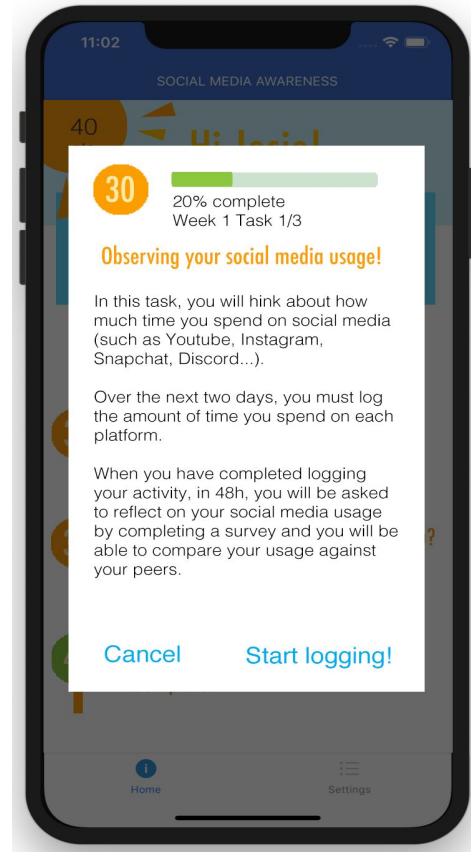 11:02
SOCIAL MEDIA AWARENESS
40
30
20% complete
Week 1 Task 1/3
Observing your social media usage!
In this task, you will hink about how
much time you spend on social media
(such as Youtube, Instagram,
Snapchat, Discord...).
Over the next two days, you must log
the amount of time you spend on each
platform.
When you have completed logging
your activity, in 48h, you will be asked
to reflect on your social media usage
by completing a survey and you will be
able to compare your usage against
your peers.
?
Cancel
Start logging!
Home
Settings